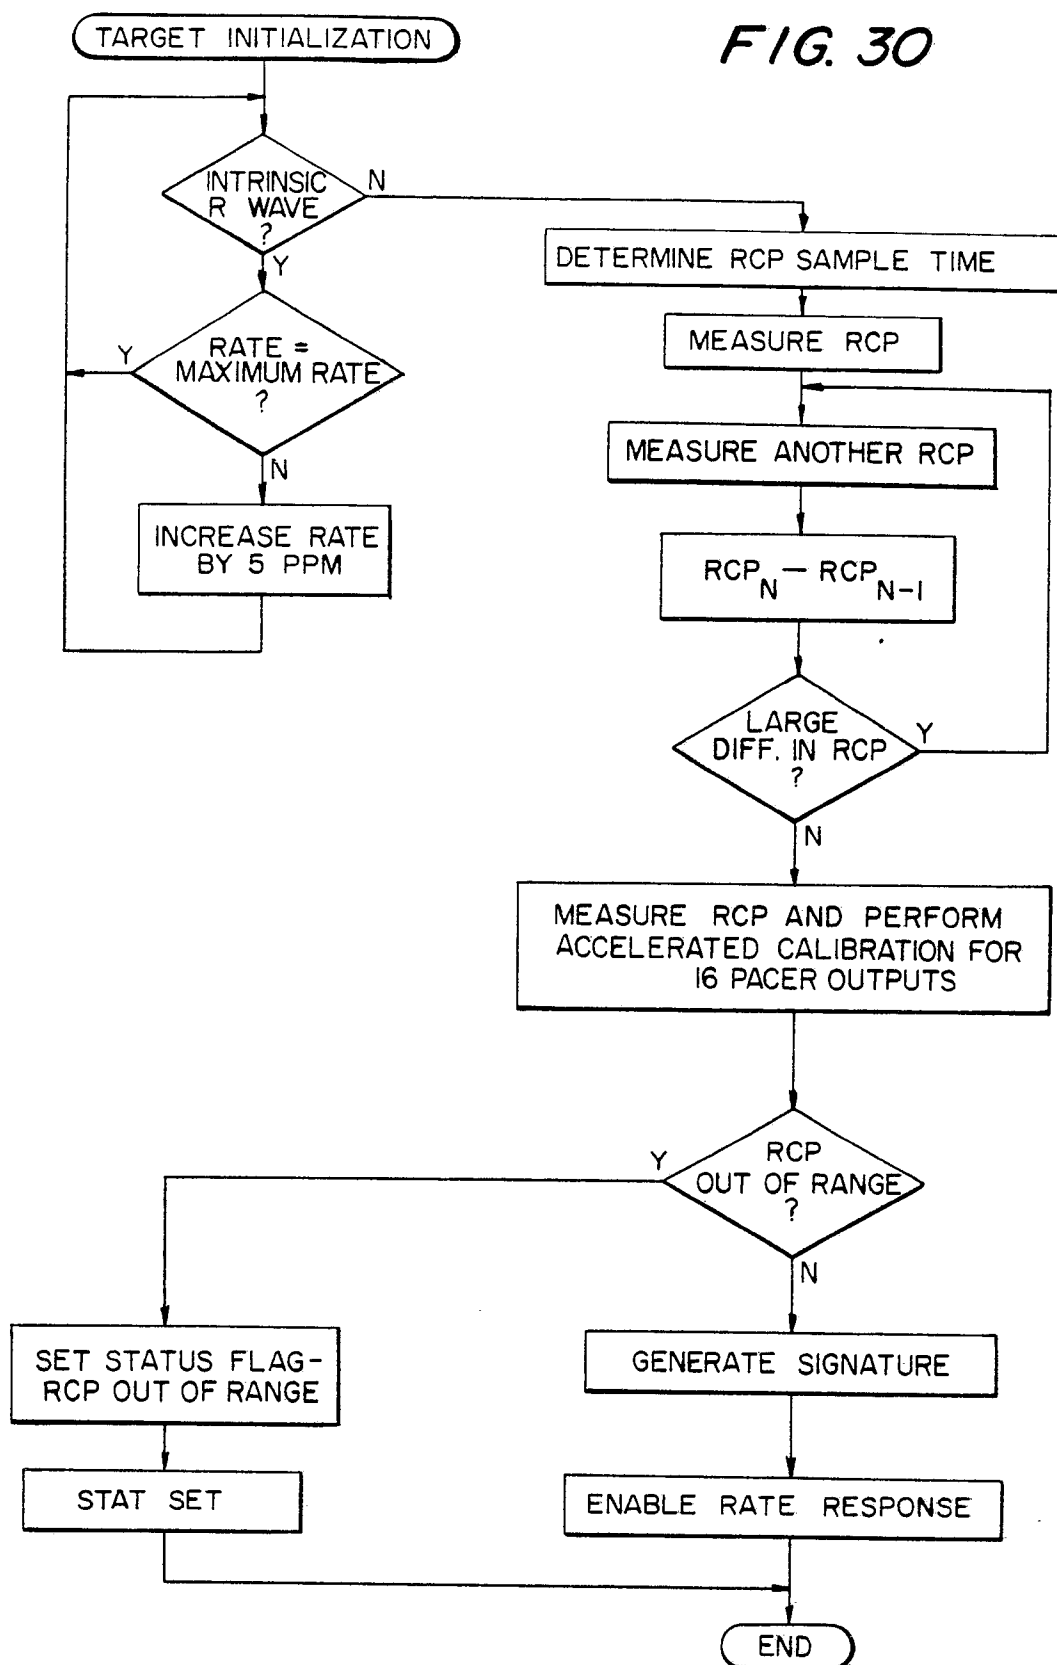 TARGET INITIALIZATION
FIG. 30
INTRINSIC
R WAVE
?
N
Y
RATE =
MAXIMUM RATE
?
Y
N
INCREASE RATE
BY 5 PPM
DETERMINE RCP SAMPLE TIME
MEASURE RCP
MEASURE ANOTHER RCP
RCP_N — RCP_N-1
LARGE
DIFF. IN RCP
?
Y
N
MEASURE RCP AND PERFORM
ACCELERATED CALIBRATION FOR
16 PACER OUTPUTS
RCP
OUT OF RANGE
?
Y
N
SET STATUS FLAG-
RCP OUT OF RANGE
STAT SET
GENERATE SIGNATURE
ENABLE RATE RESPONSE
END